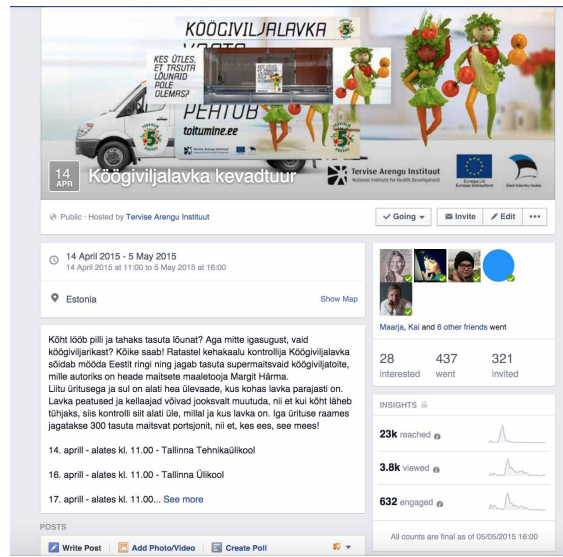 KÖÖGIVILJALAVKA
KES ÜTLES,
ET TASUTA
LÕUNAID
POLE
OLEMAS?
toitumine.ee
Tervise Arengu Instituut
National Institute for Health Development
Euroopa Liit
Euroopa Sotsiaalfond
Eesti tuleviku heaks
14
APR
Köögiviljalavka kevadtuur
Public · Hosted by Tervise Arengu Instituut
Going
Invite
Edit
14 April 2015 - 5 May 2015
14 April at 11:00 to 5 May at 16:00
Estonia
Show Map
Kõht lööb pilli ja tahaks tasuta lõunat? Aga mitte igasugust, vaid
köögiviljarikast? Kõike saab! Ratastel kehakaalu kontrollija Köögiviljalavka
sõidab mööda Eestit ringi ning jagab tasuta supermaitsvaid köögiviljatoite,
mille autoriks on heade maitsete maaletooja Margit Härma.
Liitu üritusega ja sul on alati hea ülevaade, kus kohas lavka parajasti on.
Lavka peatused ja kellaajad võivad jooksvalt muutuda, nii et kui kõht läheb
tühjaks, siis kontrolli siit alati üle, millal ja kus lavka on. Iga ürituse raames
jagatakse 300 tasuta maitsvat portsjonit, nii et, kes ees, see mees!
14. aprill - alates kl. 11.00 - Tallinna Tehnikaülikool
16. aprill - alates kl. 11.00 - Tallinna Ülikool
17. aprill - alates kl. 11.00... See more
Maarja, Kai and 6 other friends went
28
interested
437
went
321
invited
INSIGHTS
23k reached
3.8k viewed
632 engaged
All counts are final as of 05/05/2015 16:00
POSTS
Write Post
Add Photo/Video
Create Poll